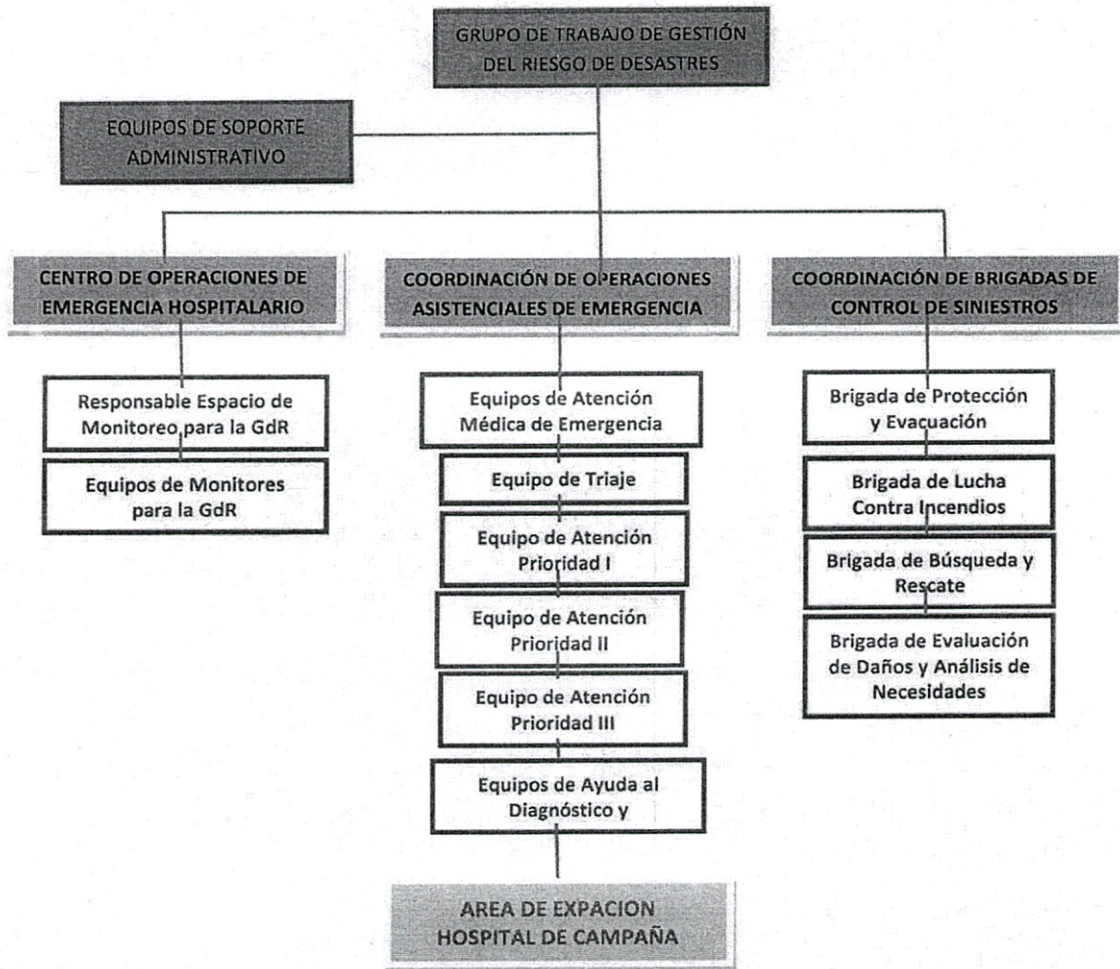 GRUPO DE TRABAJO DE GESTIÓN
DEL RIESGO DE DESASTRES
EQUIPOS DE SOPORTE
ADMINISTRATIVO
CENTRO DE OPERACIONES DE
EMERGENCIA HOSPITALARIO
Responsable Espacio de
Monitoreo para la GdR
Equipos de Monitores
para la GdR
COORDINACIÓN DE OPERACIONES
ASISTENCIALES DE EMERGENCIA
Equipos de Atención
Médica de Emergencia
Equipo de Triaje
Equipo de Atención
Prioridad I
Equipo de Atención
Prioridad II
Equipo de Atención
Prioridad III
Equipos de Ayuda al
Diagnóstico y
AREA DE EXPACION
HOSPITAL DE CAMPAÑA
COORDINACIÓN DE BRIGADAS DE
CONTROL DE SINIESTROS
Brigada de Protección
y Evacuación
Brigada de Lucha
Contra Incendios
Brigada de Búsqueda y
Rescate
Brigada de Evaluación
de Daños y Análisis de
Necesidades